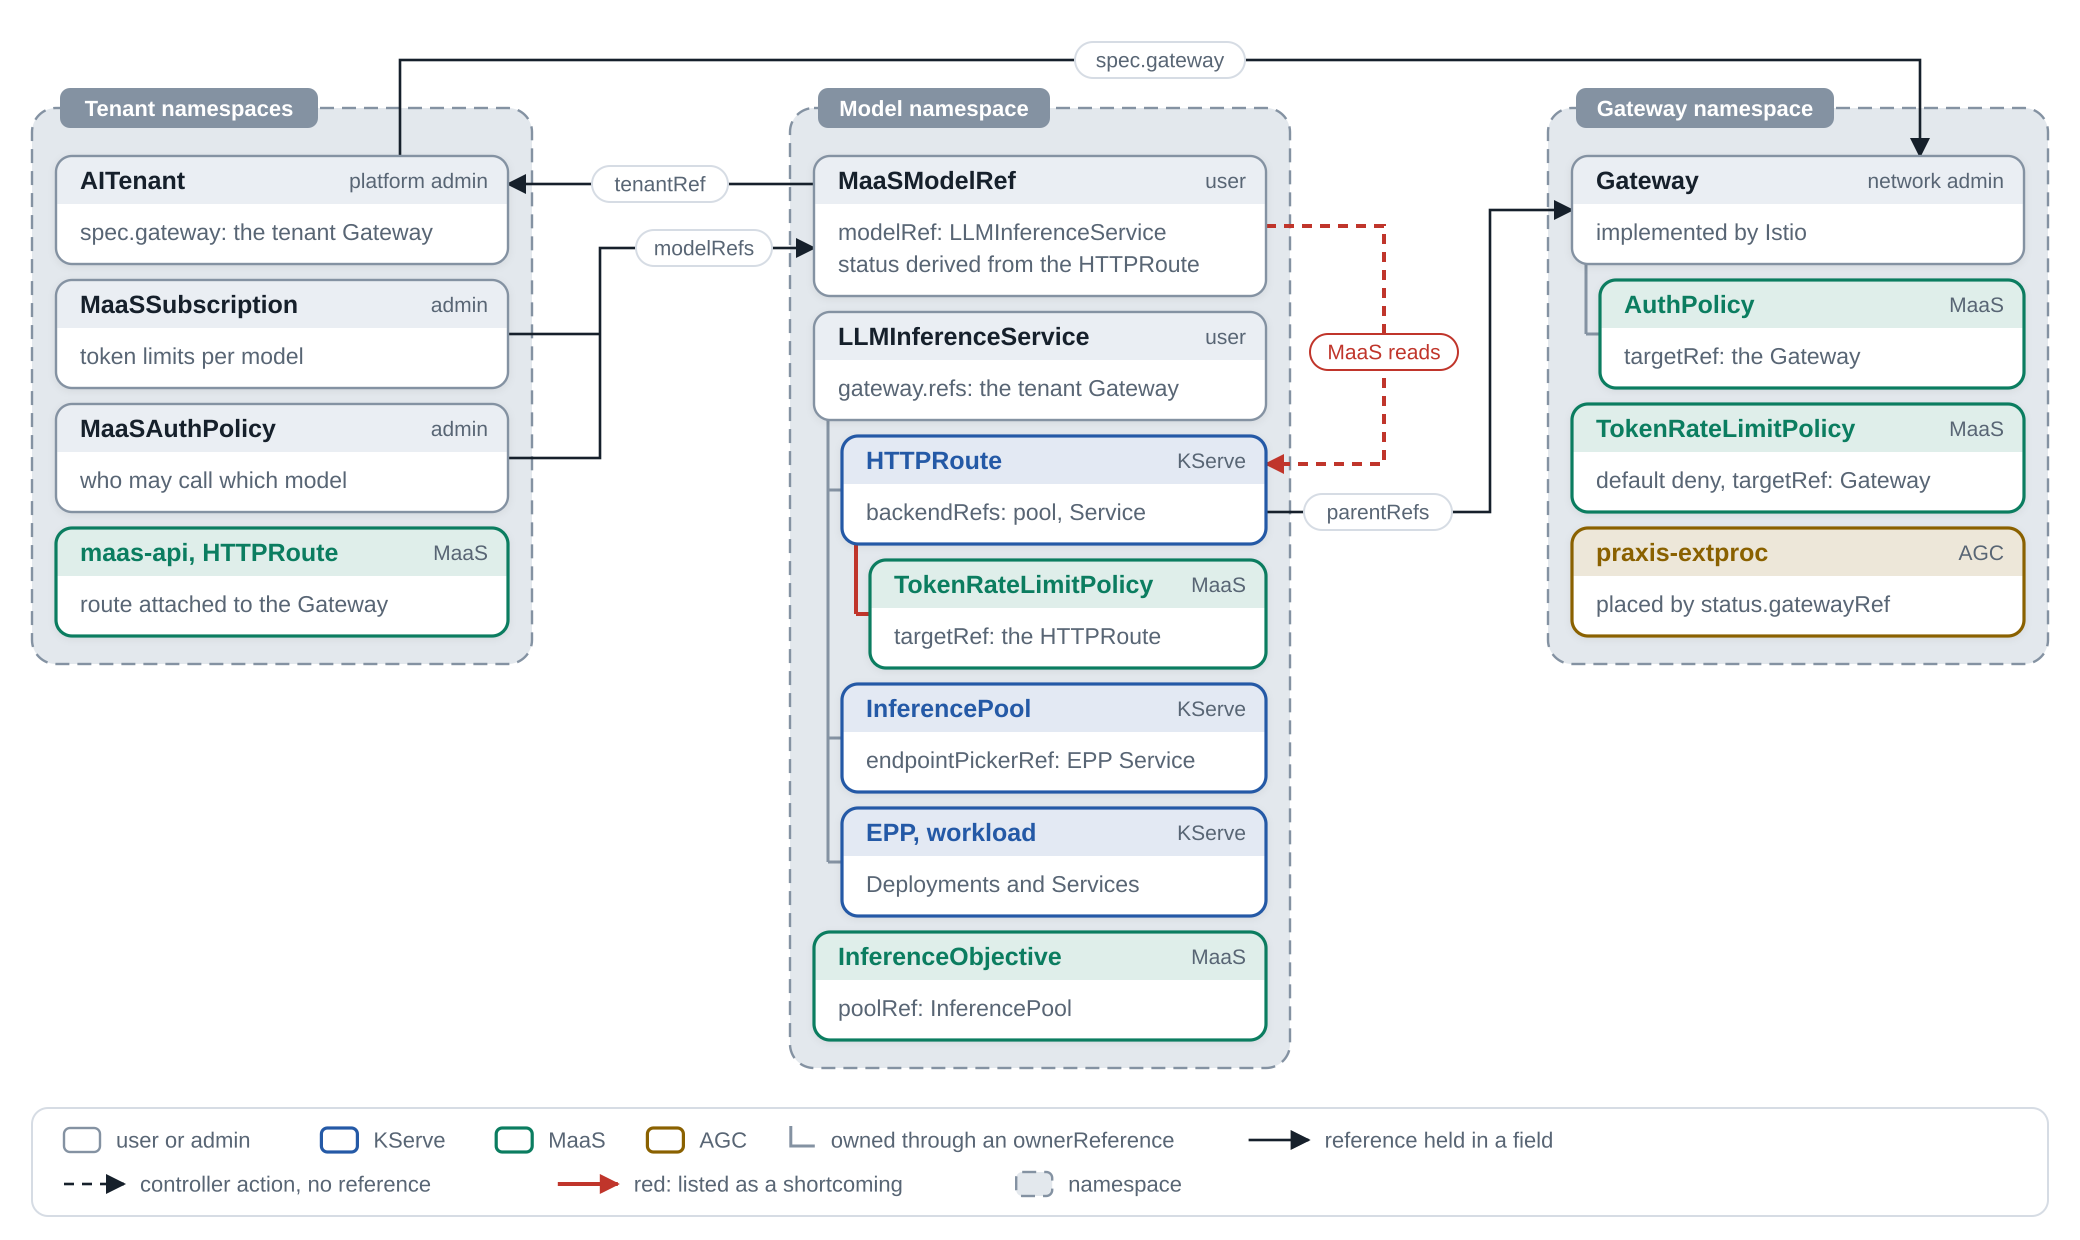 spec.gateway
Tenant namespaces
AITenant platform admin
spec.gateway: the tenant Gateway
MaaSSubscription admin
token limits per model
MaaSAuthPolicy admin
who may call which model
maas-api, HTTPRoute MaaS
route attached to the Gateway
tenantRef
modelRefs
Model namespace
MaaSModelRef user
modelRef: LLMInferenceService
status derived from the HTTPRoute
LLMInferenceService user
gateway.refs: the tenant Gateway
HTTPRoute KServe
backendRefs: pool, Service
TokenRateLimitPolicy MaaS
targetRef: the HTTPRoute
InferencePool KServe
endpointPickerRef: EPP Service
EPP, workload KServe
Deployments and Services
InferenceObjective MaaS
poolRef: InferencePool
MaaS reads
parentRefs
Gateway namespace
Gateway network admin
implemented by Istio
AuthPolicy MaaS
targetRef: the Gateway
TokenRateLimitPolicy MaaS
default deny, targetRef: Gateway
praxis-extproc AGC
placed by status.gatewayRef
user or admin KServe MaaS AGC owned through an ownerReference reference held in a field
controller action, no reference red: listed as a shortcoming namespace